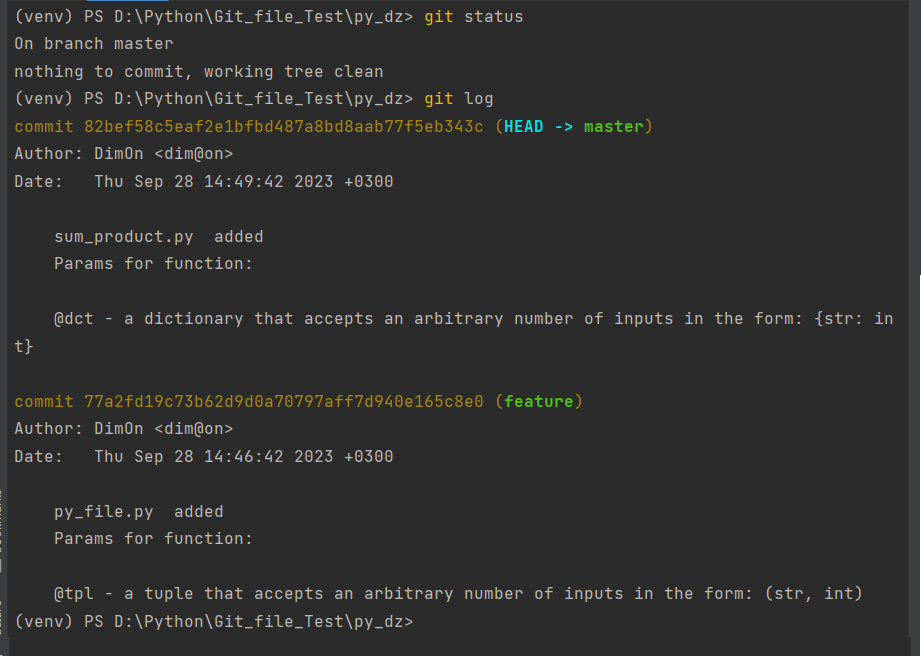 (venv) PS D:\Python\Git_file_Test\py_dz> git status
On branch master
nothing to commit, working tree clean
(venv) PS D:\Python\Git_file_Test\py_dz> git log
commit 82bef58c5eaf2e1bfbd487a8bd8aab77f5eb343c (HEAD -> master)
Author: DimOn <dim@on>
Date:   Thu Sep 28 14:49:42 2023 +0300
    sum_product.py  added
    Params for function:
    @dct - a dictionary that accepts an arbitrary number of inputs in the form: {str: in
t}
commit 77a2fd19c73b62d9d0a70797aff7d940e165c8e0 (feature)
Author: DimOn <dim@on>
Date:   Thu Sep 28 14:46:42 2023 +0300
    py_file.py  added
    Params for function:
    @tpl - a tuple that accepts an arbitrary number of inputs in the form: (str, int)
(venv) PS D:\Python\Git_file_Test\py_dz>